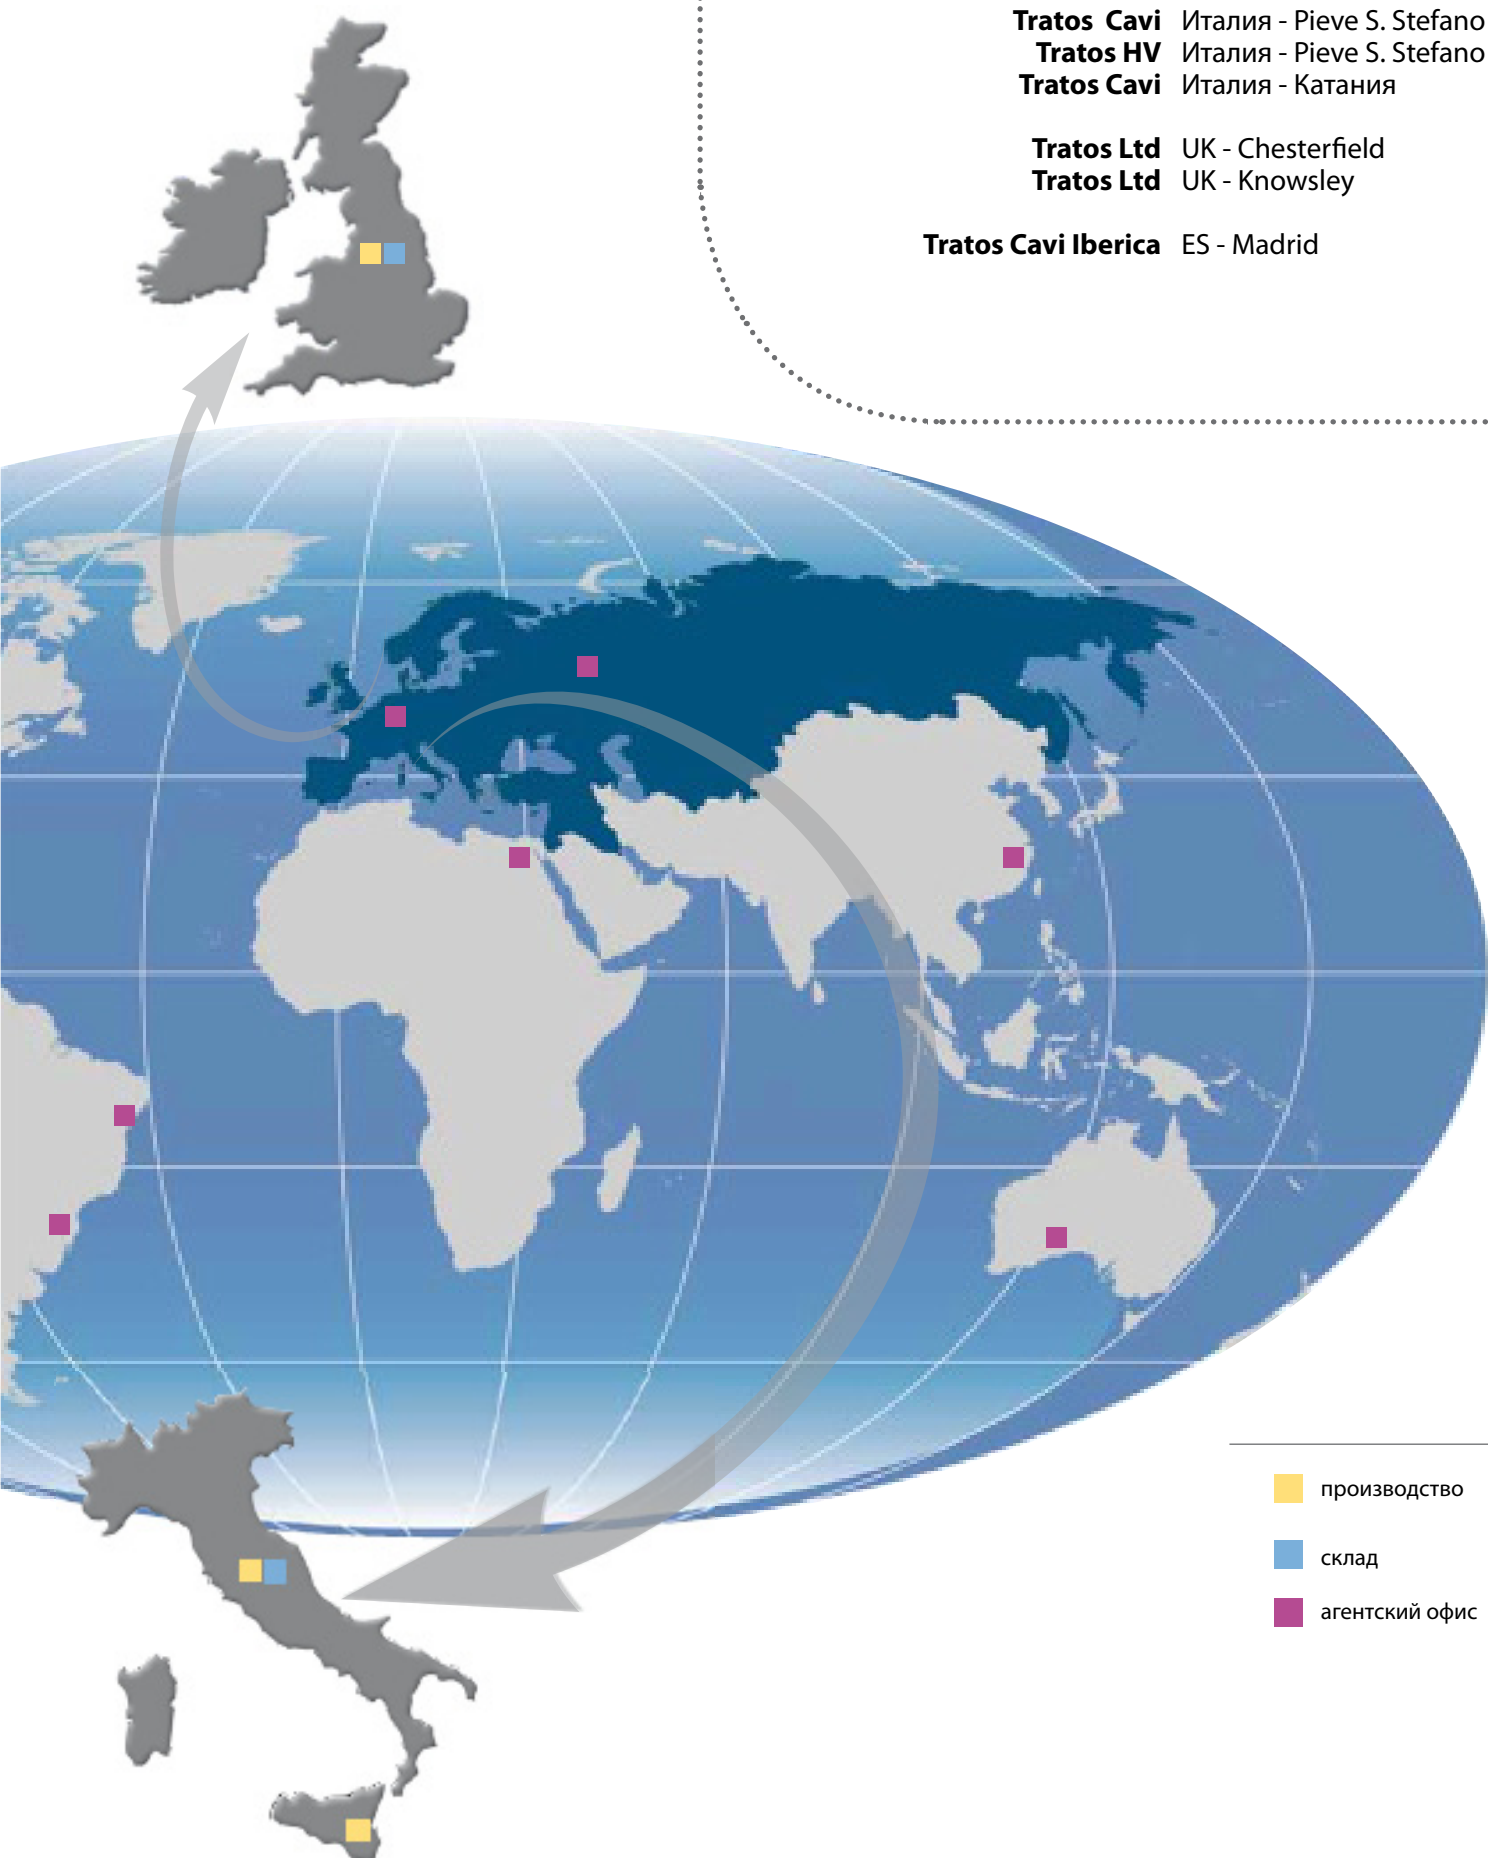 Tratos Cavi Италия - Pieve S. Stefano
Tratos HV Италия - Pieve S. Stefano
Tratos Cavi Италия - Катания
Tratos Ltd UK - Chesterfield
Tratos Ltd UK - Knowsley
Tratos Cavi Iberica ES - Madrid
производство
склад
агентский офис